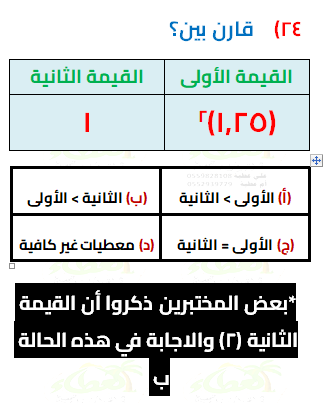 ٢٤) قارن بين؟
القيمة الأولى القيمة الثانية
(١,٢٥)٢ ١
(أ) الأولى > الثانية (ب) الثانية > الأولى
(ج) الأولى = الثانية (د) معطيات غير كافية
*بعض المختبرين ذكروا أن القيمة
الثانية (٢) والاجابة في هذه الحالة
ب